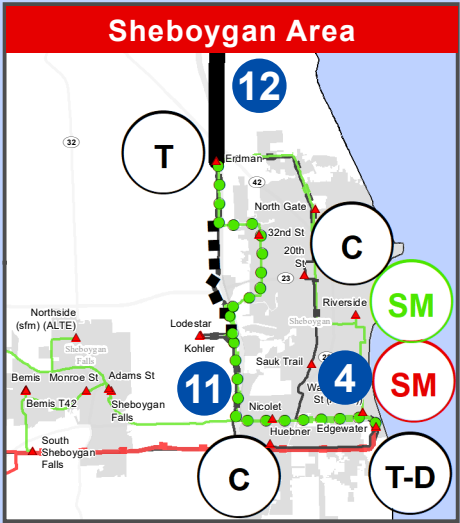 Sheboygan Area
12
T
32
Erdman
42
North Gate
32nd St
C
20th
St
23
Riverside
SM
Northside
(sfm) (ALTE)
Sheboygan
Sheboygan
Falls
Lodestar
Kohler
Sauk Trail
SM
Bemis
Monroe St
Adams St
11
4
Bemis T42
Sheboygan
Falls
Nicolet
Edgewater
Huebner
South
Sheboygan
Falls
C
T-D